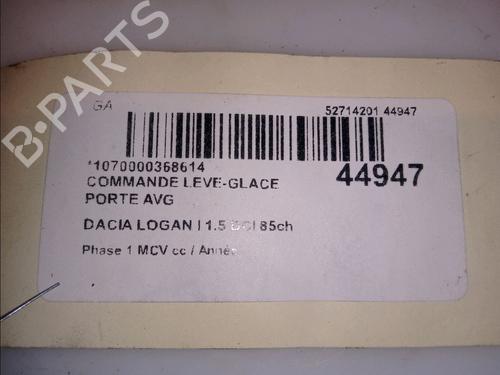 B-PARTS
GA
52714201 44947
*1070000368614
44947
COMMANDE LEVE-GLACE
PORTE AVG
DACIA LOGAN I 1.5 DCI 85ch
Phase 1 MCV cc / Année